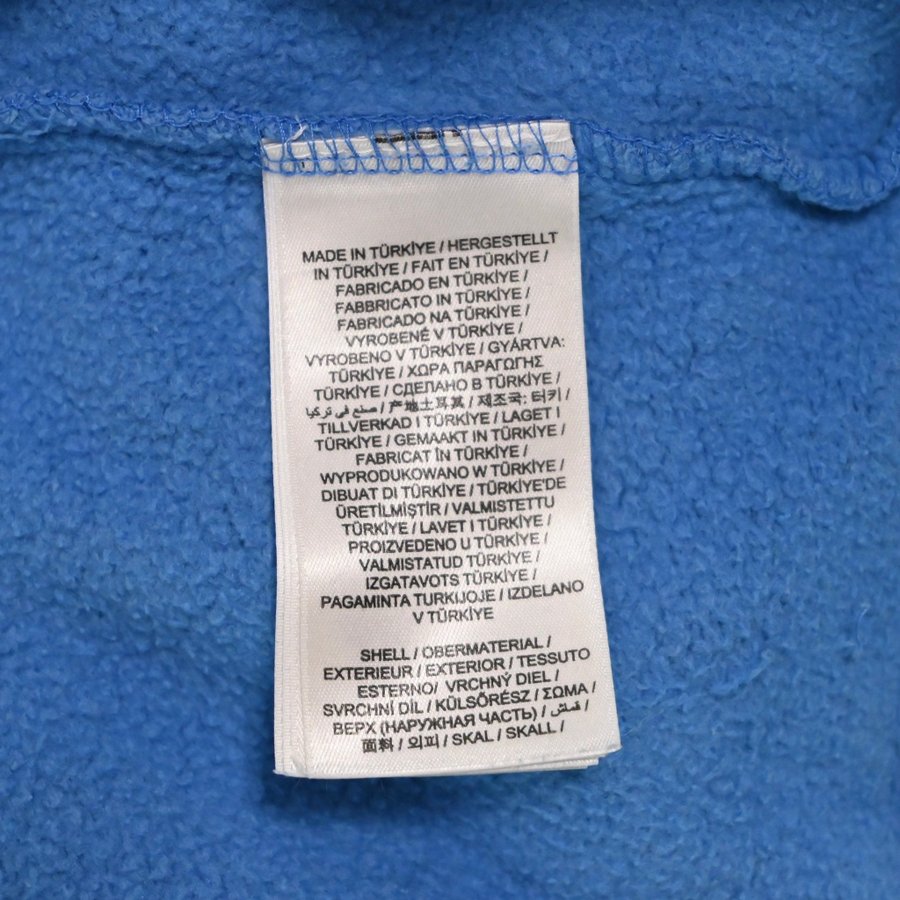 MADE IN TÜRKİYE / HERGESTELLT
IN TÜRKİYE / FAIT EN TÜRKİYE /
FABRICADO EN TÜRKİYE /
FABBRICATO IN TÜRKİYE /
FABRICADO NA TÜRKİYE /
VYROBENÉ V TÜRKİYE /
VYROBENO V TÜRKİYE / GYÁRTVA:
TÜRKİYE / ΧΩΡΑ ΠΑΡΑΓΩΓΗΣ
TÜRKİYE / СДЕЛАНО В TÜRKİYE /
صنع في تركيا / 产地土耳其 / 제조국: 터키 /
TILLVERKAD I TÜRKİYE / LAGET I
TÜRKİYE / GEMAAKT IN TÜRKİYE /
FABRICAT ÎN TÜRKİYE /
WYPRODUKOWANO W TÜRKİYE /
DIBUAT DI TÜRKİYE / TÜRKİYE'DE
ÜRETİLMİŞTİR / VALMISTETTU
TÜRKİYE / LAVET I TÜRKİYE /
PROIZVEDENO U TÜRKİYE /
VALMISTATUD TÜRKİYE /
IZGATAVOTS TÜRKİYE /
PAGAMINTA TURKIJOJE / IZDELANO
V TÜRKİYE
SHELL / OBERMATERIAL /
EXTERIEUR / EXTERIOR / TESSUTO
ESTERNO/ VRCHNÝ DIEL /
SVRCHNÍ DÍL / KÜLSŐRÉSZ / ΣΩΜΑ /
ВЕРХ (НАРУЖНАЯ ЧАСТЬ) / قماش /
面料 / 외피 / SKAL / SKALL /